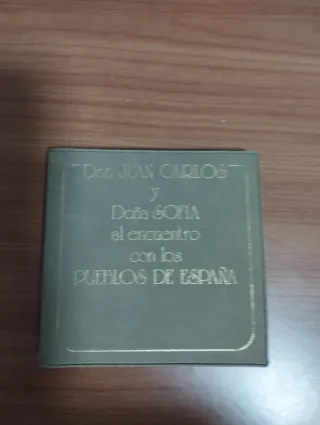 Don JUAN CARLOS
y
Doña SOFIA
al encuentro
con los
PUEBLOS DE ESPAÑA